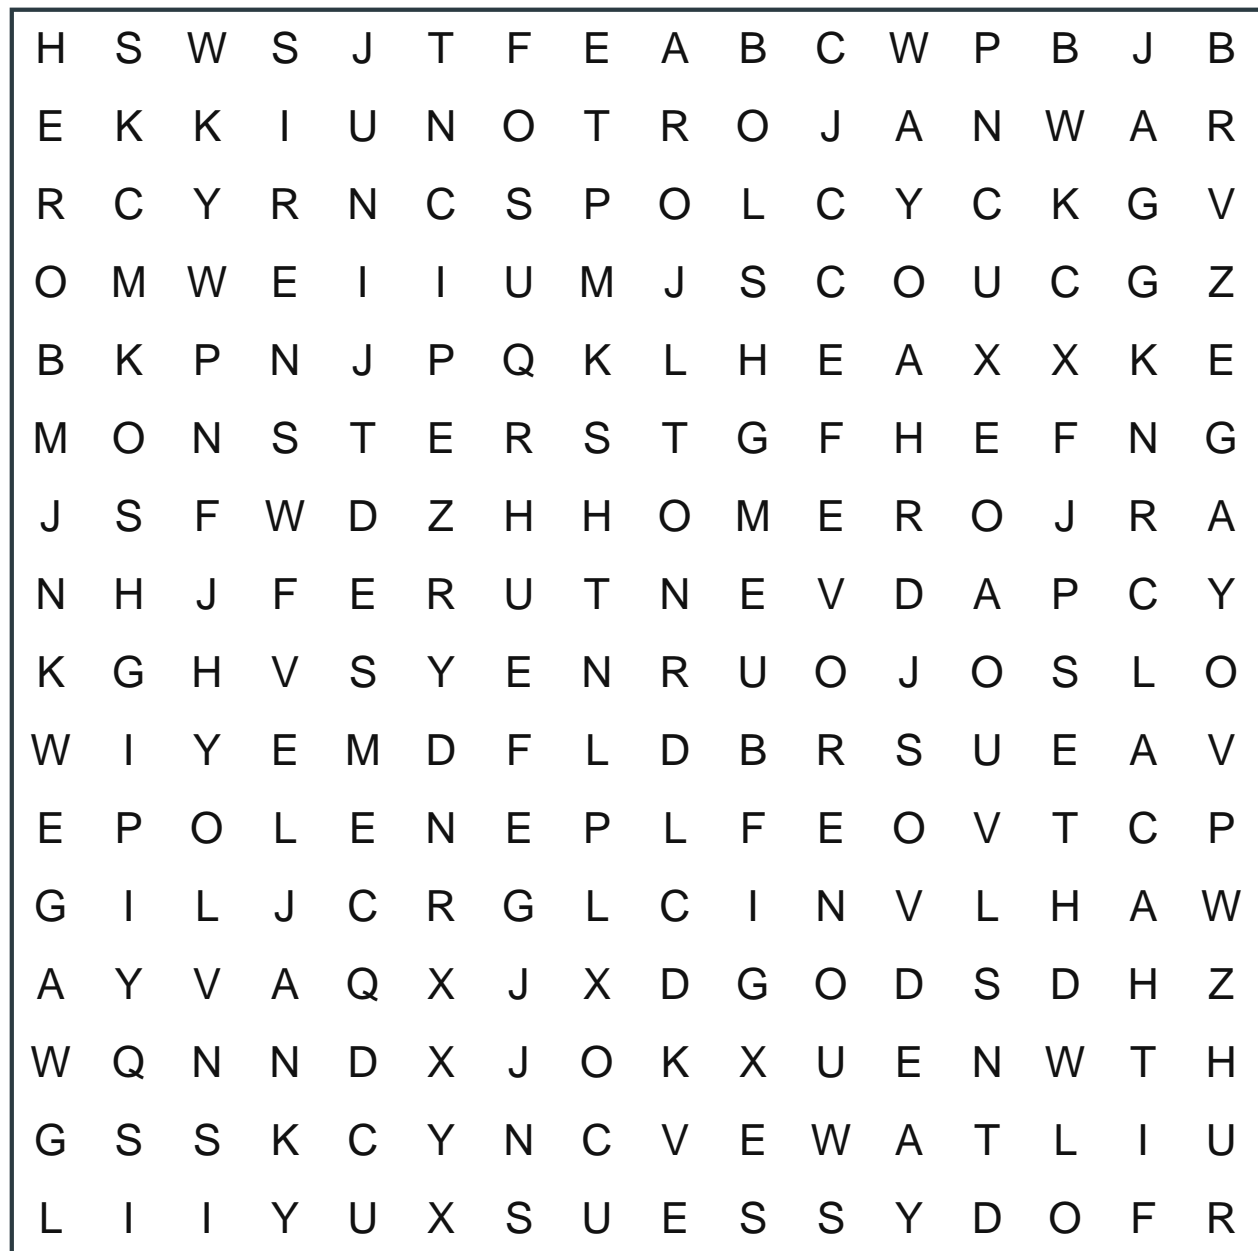 H S W S J T F E A B C W P B J B
E K K I U N O T R O J A N W A R
R C Y R N C S P O L C Y C K G V
O M W E I I U M J S C O U C G Z
B K P N J P Q K L H E A X X K E
M O N S T E R S T G F H E F N G
J S F W D Z H H O M E R O J R A
N H J F E R U T N E V D A P C Y
K G H V S Y E N R U O J O S L O
W I Y E M D F L D B R S U E A V
E P O L E N E P L F E O V T C P
G I L J C R G L C I N V L H A W
A Y V A Q X J X D G O D S D H Z
W Q N N D X J O K X U E N W T H
G S S K C Y N C V E W A T L I U
L I I Y U X S U E S S Y D O F R